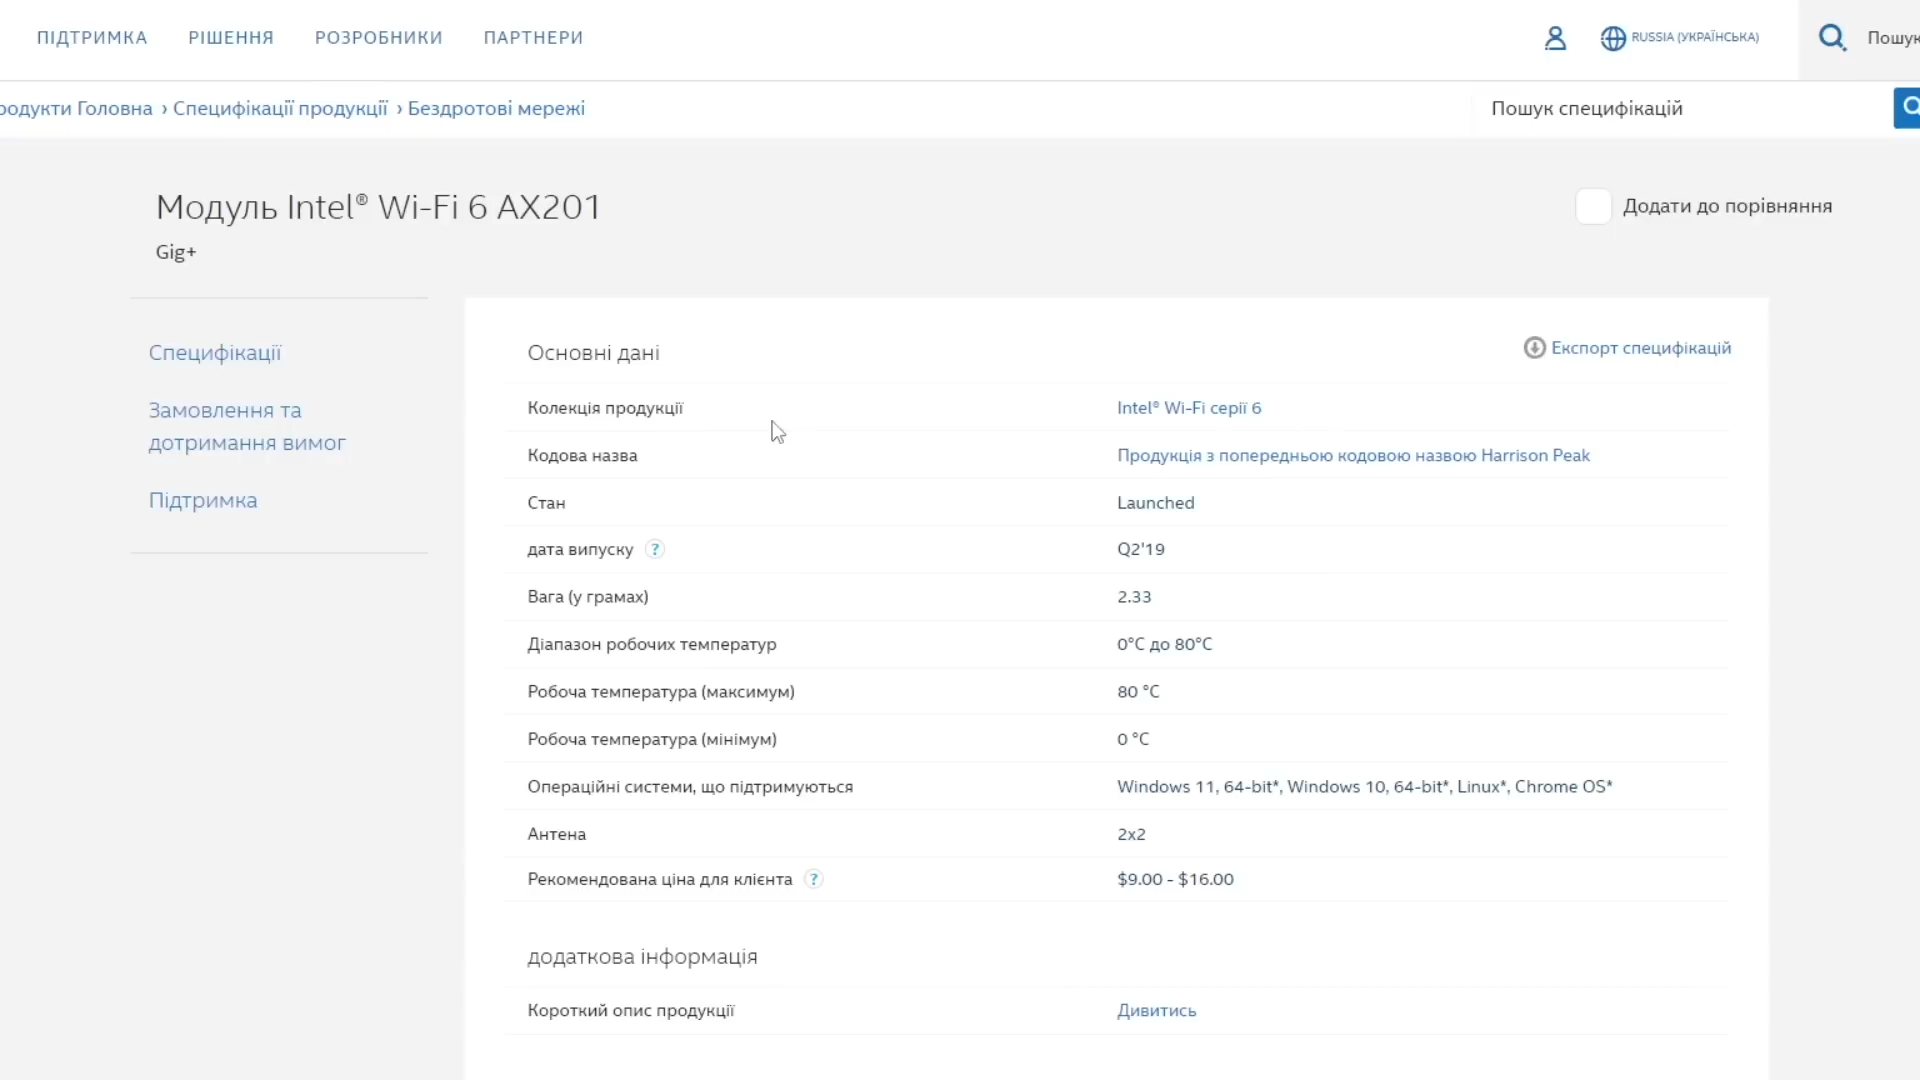 ПІДТРИМКА РІШЕННЯ РОЗРОБНИКИ ПАРТНЕРИ RUSSIA (УКРАЇНСЬКА) Пошук
родукти Головна › Специфікації продукції › Бездротові мережі Пошук специфікацій
Модуль Intel® Wi-Fi 6 AX201
Додати до порівняння
Gig+
Специфікації
Замовлення та
дотримання вимог
Підтримка
Основні дані
Експорт специфікацій
Колекція продукції Intel® Wi-Fi серії 6
Кодова назва Продукція з попередньою кодовою назвою Harrison Peak
Стан Launched
дата випуску ? Q2'19
Вага (у грамах) 2.33
Діапазон робочих температур 0°C до 80°C
Робоча температура (максимум) 80 °C
Робоча температура (мінімум) 0 °C
Операційні системи, що підтримуються Windows 11, 64-bit*, Windows 10, 64-bit*, Linux*, Chrome OS*
Антена 2x2
Рекомендована ціна для клієнта ? $9.00 - $16.00
додаткова інформація
Короткий опис продукції Дивитись